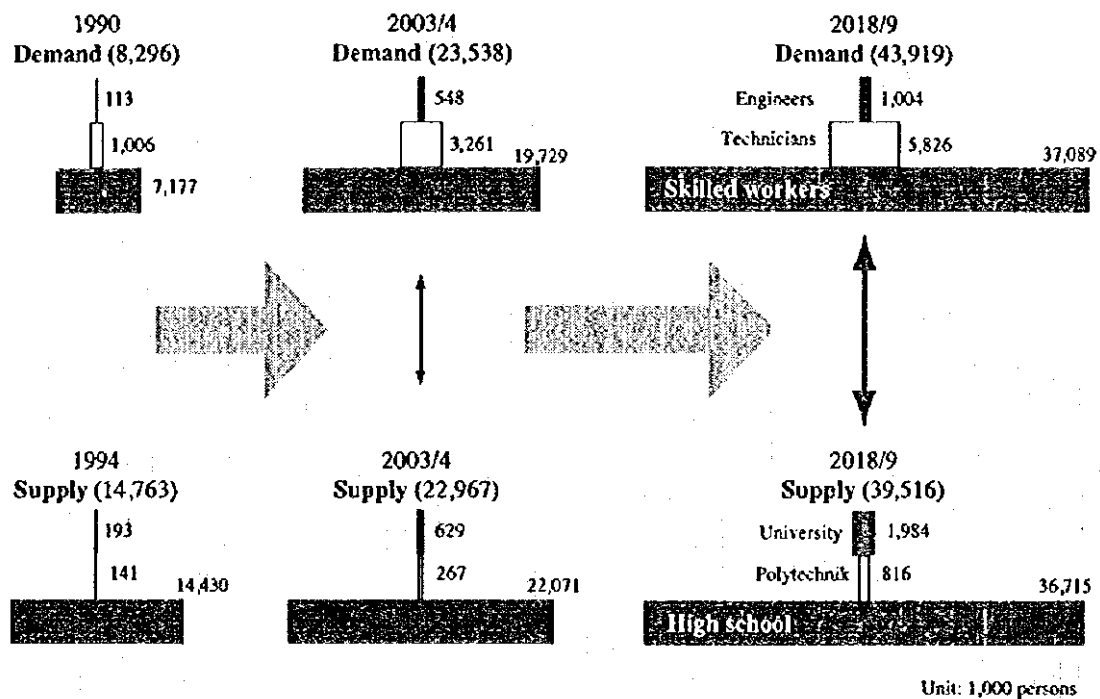 1990
Demand (8,296)
113
1,006
7,177
2003/4
Demand (23,538)
548
3,261
19,729
2018/9
Demand (43,919)
Engineers
1,004
Technicians
5,826
37,089
Skilled workers
1994
Supply (14,763)
193
141
14,430
2003/4
Supply (22,967)
629
267
22,071
2018/9
Supply (39,516)
University
1,984
Polytechnik
816
36,715
High school
Unit: 1,000 persons